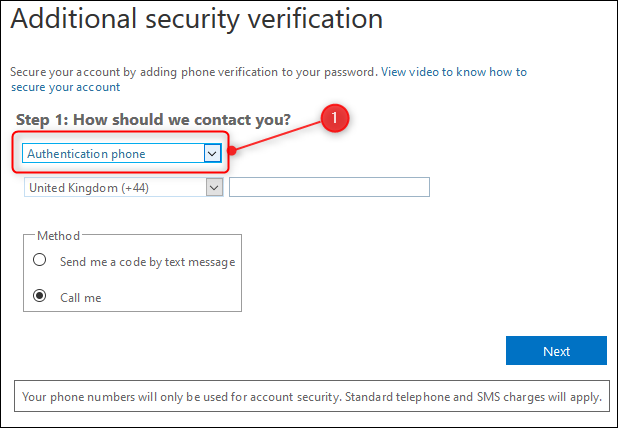 Additional security verification
Secure your account by adding phone verification to your password. View video to know how to
secure your account
Step 1: How should we contact you?
1
Authentication phone
United Kingdom (+44)
Method
Send me a code by text message
Call me
Next
Your phone numbers will only be used for account security. Standard telephone and SMS charges will apply.